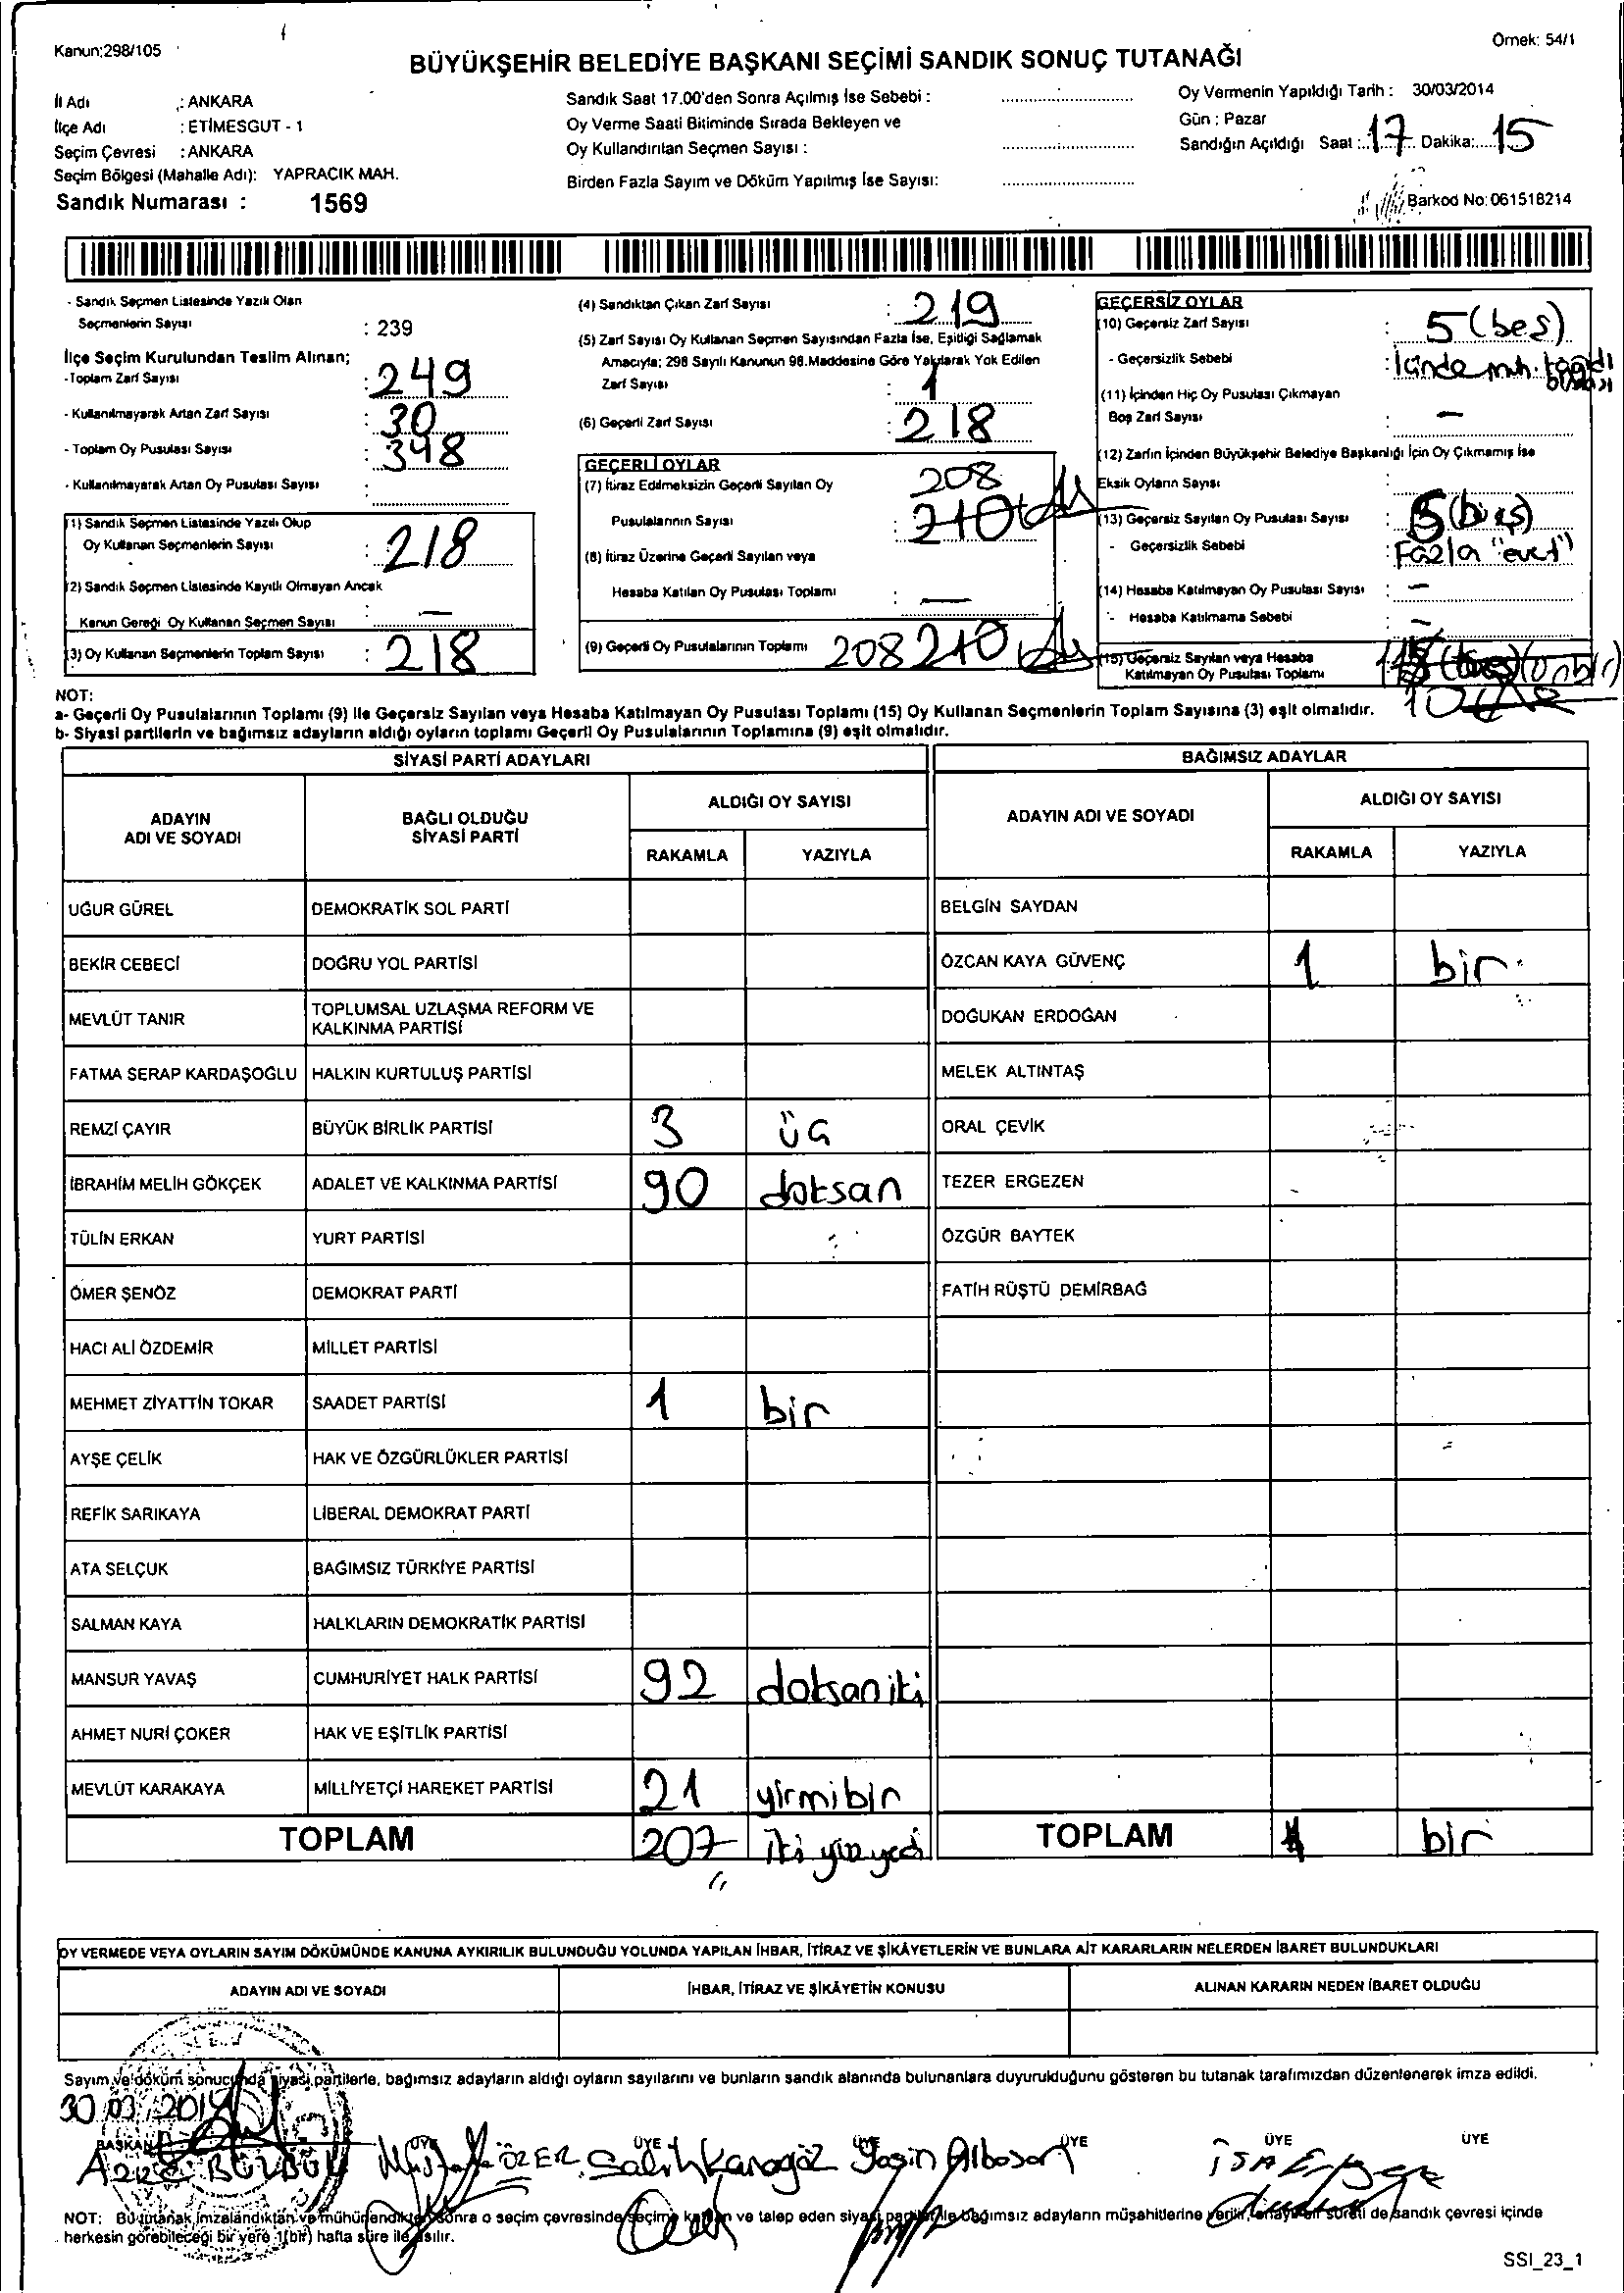 Kanun:298/105
Örnek: 54/1
BÜYÜKŞEHİR BELEDİYE BAŞKANI SEÇİMİ SANDIK SONUÇ TUTANAĞI
İl Adı : ANKARA
İlçe Adı : ETİMESGUT - 1
Seçim Çevresi : ANKARA
Seçim Bölgesi (Mahalle Adı): YAPRACIK MAH.
Sandık Numarası : 1569
Sandık Saat 17.00'den Sonra Açılmış İse Sebebi :
Oy Verme Saati Bitiminde Sırada Bekleyen ve
Oy Kullandırılan Seçmen Sayısı :
Birden Fazla Sayım ve Döküm Yapılmış İse Sayısı:
Oy Vermenin Yapıldığı Tarih : 30/03/2014
Gün : Pazar
Sandığın Açıldığı Saat : 17 Dakika: 15
Barkod No: 061518214
- Sandık Seçmen Listesinde Yazılı Olan
Seçmenlerin Sayısı : 239
İlçe Seçim Kurulundan Teslim Alınan;
- Toplam Zarf Sayısı : 249
- Kullanılmayarak Artan Zarf Sayısı : 30
- Toplam Oy Pusulası Sayısı : 348
- Kullanılmayarak Artan Oy Pusulası Sayısı :
(1) Sandık Seçmen Listesinde Yazılı Olup
Oy Kullanan Seçmenlerin Sayısı : 218
(2) Sandık Seçmen Listesinde Kayıtlı Olmayan Ancak
Kanun Gereği Oy Kullanan Seçmen Sayısı : —
(3) Oy Kullanan Seçmenlerin Toplam Sayısı : 218
(4) Sandıktan Çıkan Zarf Sayısı : 219
(5) Zarf Sayısı Oy Kullanan Seçmen Sayısından Fazla İse, Eşitliği Sağlamak
Amacıyla; 298 Sayılı Kanunun 98.Maddesine Göre Yakılarak Yok Edilen
Zarf Sayısı : 1
(6) Geçerli Zarf Sayısı : 218
GEÇERLİ OYLAR
(7) İtiraz Edilmeksizin Geçerli Sayılan Oy 208
Pusulalarının Sayısı : 210
(8) İtiraz Üzerine Geçerli Sayılan veya
Hesaba Katılan Oy Pusulası Toplamı : —
(9) Geçerli Oy Pusulalarının Toplamı 208 210
GEÇERSİZ OYLAR
(10) Geçersiz Zarf Sayısı : 5 (beş)
- Geçersizlik Sebebi : İçinde mh.
(11) İçinden Hiç Oy Pusulası Çıkmayan
Boş Zarf Sayısı : —
(12) Zarfın İçinden Büyükşehir Belediye Başkanlığı İçin Oy Çıkmamış İse
Eksik Oyların Sayısı :
(13) Geçersiz Sayılan Oy Pusulası Sayısı : 5 (beş)
- Geçersizlik Sebebi : Fazla "evet"
(14) Hesaba Katılmayan Oy Pusulası Sayısı : —
- Hesaba Katılmama Sebebi : —
(15) Geçersiz Sayılan veya Hesaba
Katılmayan Oy Pusulası Toplamı 10
NOT:
a- Geçerli Oy Pusulalarının Toplamı (9) ile Geçersiz Sayılan veya Hesaba Katılmayan Oy Pusulası Toplamı (15) Oy Kullanan Seçmenlerin Toplam Sayısına (3) eşit olmalıdır.
b- Siyasi partilerin ve bağımsız adayların aldığı oyların toplamı Geçerli Oy Pusulalarının Toplamına (9) eşit olmalıdır.
SİYASİ PARTİ ADAYLARI BAĞIMSIZ ADAYLAR
ADAYIN ADI VE SOYADI BAĞLI OLDUĞU SİYASİ PARTİ ALDIĞI OY SAYISI ADAYIN ADI VE SOYADI ALDIĞI OY SAYISI
RAKAMLA YAZIYLA RAKAMLA YAZIYLA
UĞUR GÜREL DEMOKRATİK SOL PARTİ BELGİN SAYDAN
BEKİR CEBECİ DOĞRU YOL PARTİSİ ÖZCAN KAYA GÜVENÇ 1 bir
MEVLÜT TANIR TOPLUMSAL UZLAŞMA REFORM VE KALKINMA PARTİSİ DOĞUKAN ERDOĞAN
FATMA SERAP KARDAŞOĞLU HALKIN KURTULUŞ PARTİSİ MELEK ALTINTAŞ
REMZİ ÇAYIR BÜYÜK BİRLİK PARTİSİ 3 üç ORAL ÇEVİK
İBRAHİM MELİH GÖKÇEK ADALET VE KALKINMA PARTİSİ 90 doksan TEZER ERGEZEN
TÜLİN ERKAN YURT PARTİSİ ÖZGÜR BAYTEK
ÖMER ŞENÖZ DEMOKRAT PARTİ FATİH RÜŞTÜ DEMİRBAĞ
HACI ALİ ÖZDEMİR MİLLET PARTİSİ
MEHMET ZİYATTİN TOKAR SAADET PARTİSİ 1 bir
AYŞE ÇELİK HAK VE ÖZGÜRLÜKLER PARTİSİ
REFİK SARIKAYA LİBERAL DEMOKRAT PARTİ
ATA SELÇUK BAĞIMSIZ TÜRKİYE PARTİSİ
SALMAN KAYA HALKLARIN DEMOKRATİK PARTİSİ
MANSUR YAVAŞ CUMHURİYET HALK PARTİSİ 92 doksaniki
AHMET NURİ ÇOKER HAK VE EŞİTLİK PARTİSİ
MEVLÜT KARAKAYA MİLLİYETÇİ HAREKET PARTİSİ 21 yirmibir
TOPLAM 207 iki yüz yedi TOPLAM 1 bir
OY VERMEDE VEYA OYLARIN SAYIM DÖKÜMÜNDE KANUNA AYKIRILIK BULUNDUĞU YOLUNDA YAPILAN İHBAR, İTİRAZ VE ŞİKÂYETLERİN VE BUNLARA AİT KARARLARIN NELERDEN İBARET BULUNDUKLARI
ADAYIN ADI VE SOYADI İHBAR, İTİRAZ VE ŞİKÂYETİN KONUSU ALINAN KARARIN NEDEN İBARET OLDUĞU
Sayım ve döküm sonucunda siyasi partilerle, bağımsız adayların aldığı oyların sayılarını ve bunların sandık alanında bulunanlara duyurulduğunu gösteren bu tutanak tarafımızdan düzenlenerek imza edildi.
30.03.2014
BAŞKAN ÜYE ÜYE ÜYE ÜYE ÜYE ÜYE
Mustafa ÖZER Salih Karagöz Yasin Albosort İSA
NOT: Bu tutanak imzalandıktan ve mühürlendikten sonra o seçim çevresinde seçime katılan ve talep eden siyasi partiler ile bağımsız adayların müşahitlerine verilir, onaylı bir sureti de sandık çevresi içinde
herkesin görebileceği bir yere 1(bir) hafta süre ile asılır.
SSI_23_1